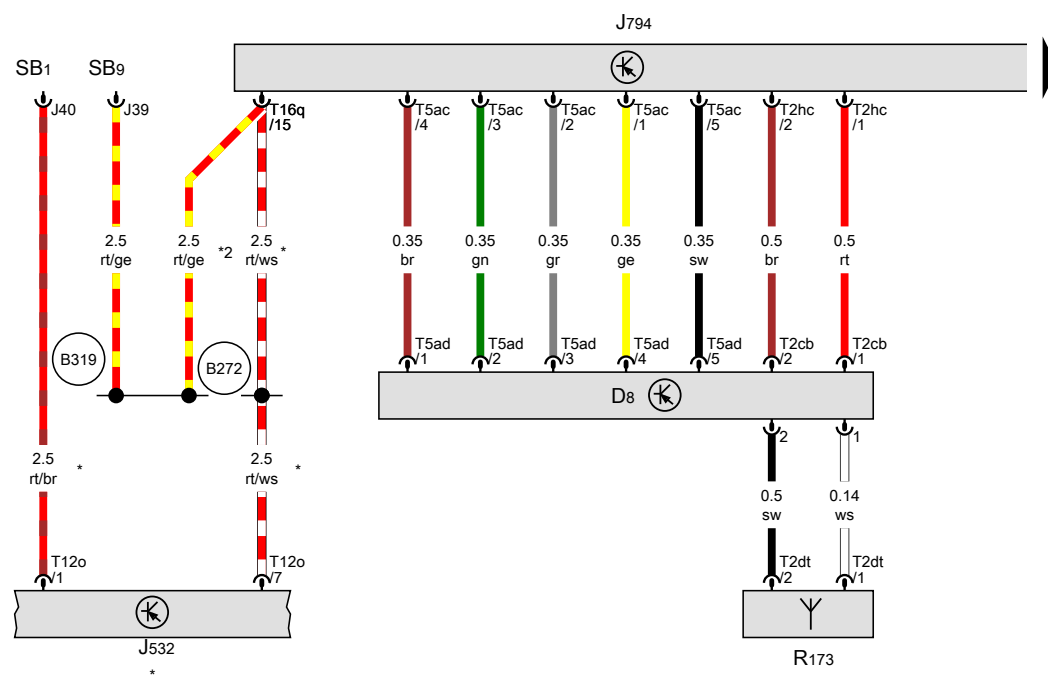 J794
SB1
SB9
J40
J39
T16q
/15
T5ac
/4
T5ac
/3
T5ac
/2
T5ac
/1
T5ac
/5
T2hc
/2
T2hc
/1
2.5
rt/ge
2.5
rt/ge
*2
2.5
rt/ws
*
0.35
br
0.35
gn
0.35
gr
0.35
ge
0.35
sw
0.5
br
0.5
rt
B319
B272
T5ad
/1
T5ad
/2
T5ad
/3
T5ad
/4
T5ad
/5
T2cb
/2
T2cb
/1
D8
2
1
2.5
rt/br
*
2.5
rt/ws
*
0.5
sw
0.14
ws
T12o
/1
T12o
/7
T2dt
/2
T2dt
/1
J532
*
R173